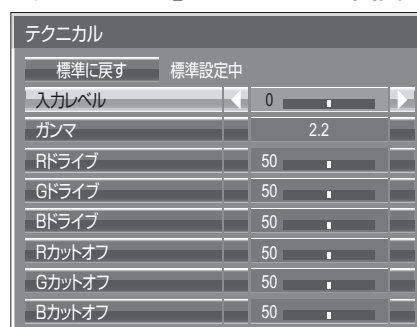 テクニカル
標準に戻す 標準設定中
入力レベル 0
ガンマ 2.2
Rドライブ 50
Gドライブ 50
Bドライブ 50
Rカットオフ 50
Gカットオフ 50
Bカットオフ 50